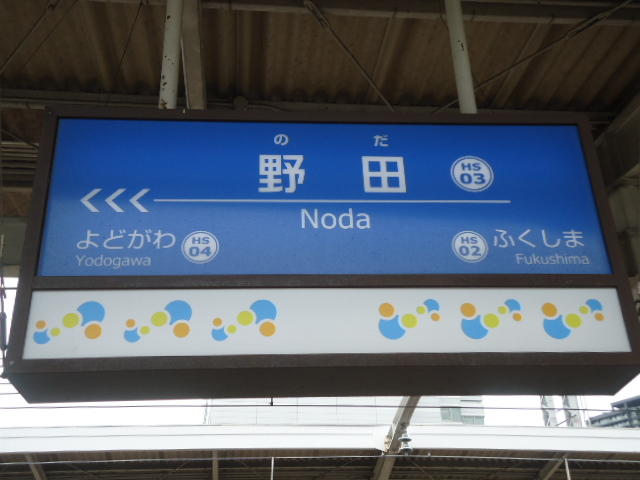 のだ
野田 HS 03
Noda
よどがわ HS 04 HS 02 ふくしま
Yodogawa Fukushima